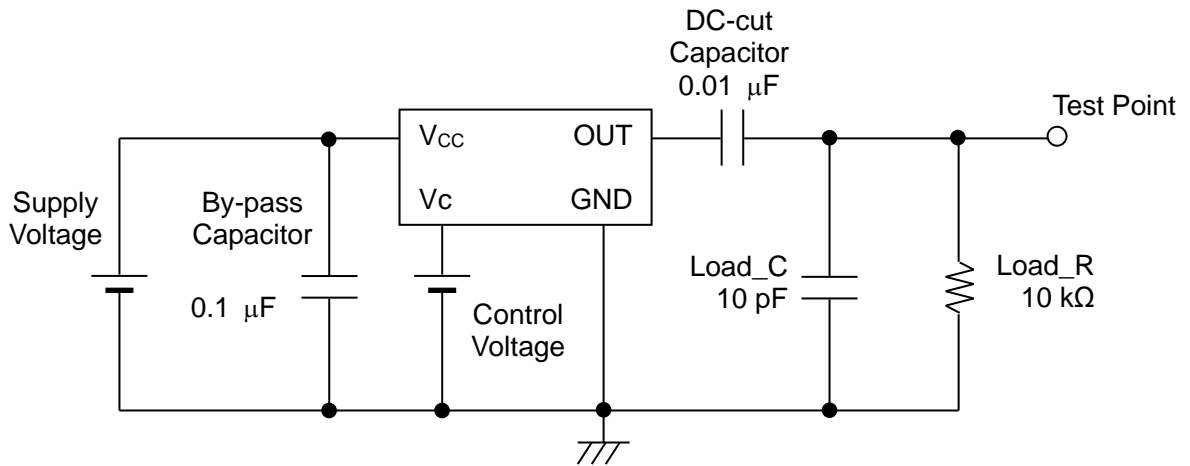 DC-cut
Capacitor
0.01 μF
Test Point
VCC
OUT
Vc
GND
Supply
Voltage
By-pass
Capacitor
0.1 μF
Control
Voltage
Load_C
10 pF
Load_R
10 kΩ